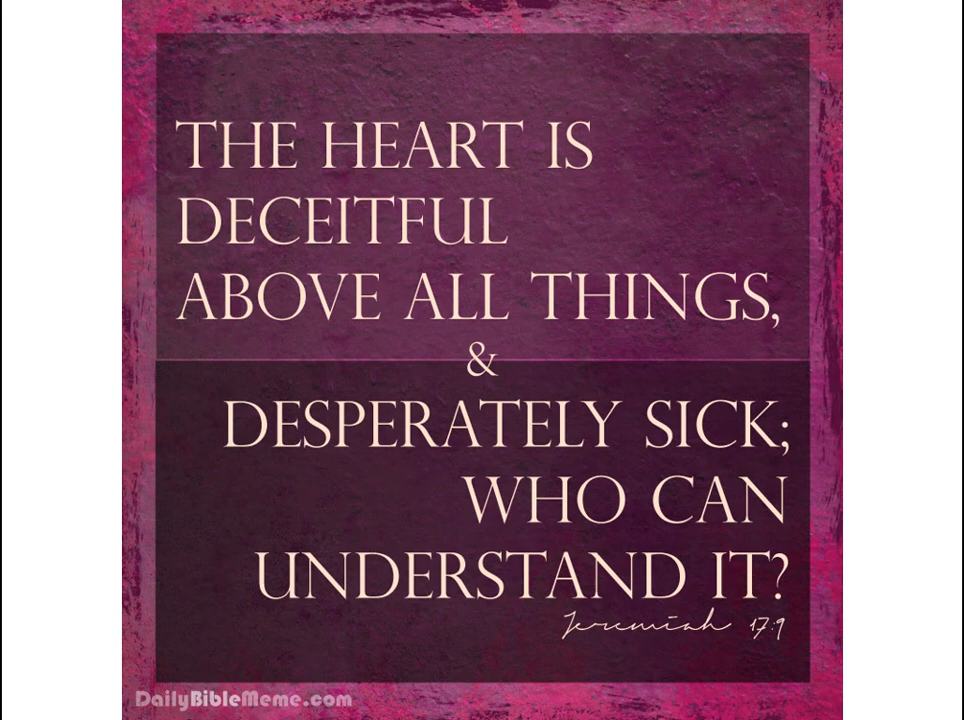 THE HEART IS
DECEITFUL
ABOVE ALL THINGS,
&
DESPERATELY SICK;
WHO CAN
UNDERSTAND IT?
Jeremiah 17:9
DailyBibleMeme.com